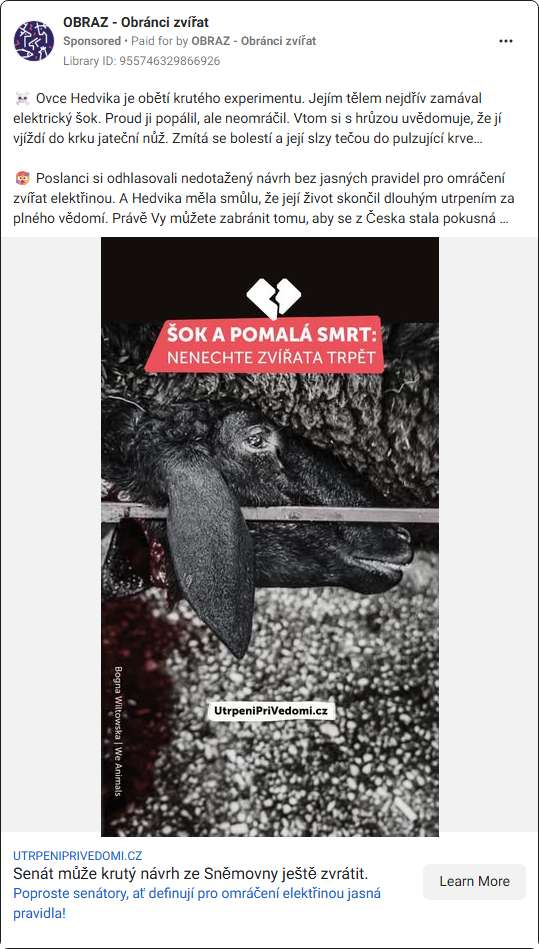 OBRAZ - Obránci zvířat
Sponsored • Paid for by OBRAZ - Obránci zvířat
Library ID: 955746329866926
☠️ Ovce Hedvika je obětí krutého experimentu. Jejím tělem nejdřív zamával
elektrický šok. Proud ji popálil, ale neomráčil. Vtom si s hrůzou uvědomuje, že jí
vjíždí do krku jateční nůž. Zmítá se bolestí a její slzy tečou do pulzující krve…
🥵 Poslanci si odhlasovali nedotažený návrh bez jasných pravidel pro omráčení
zvířat elektřinou. A Hedvika měla smůlu, že její život skončil dlouhým utrpením za
plného vědomí. Právě Vy můžete zabránit tomu, aby se z Česka stala pokusná …
ŠOK A POMALÁ SMRT:
NENECHTE ZVÍŘATA TRPĚT
UtrpeniPriVedomi.cz
Bogna Wiltowska | We Animals
UTRPENIPRIVEDOMI.CZ
Senát může krutý návrh ze Sněmovny ještě zvrátit.
Poproste senátory, ať definují pro omráčení elektřinou jasná
pravidla!
Learn More